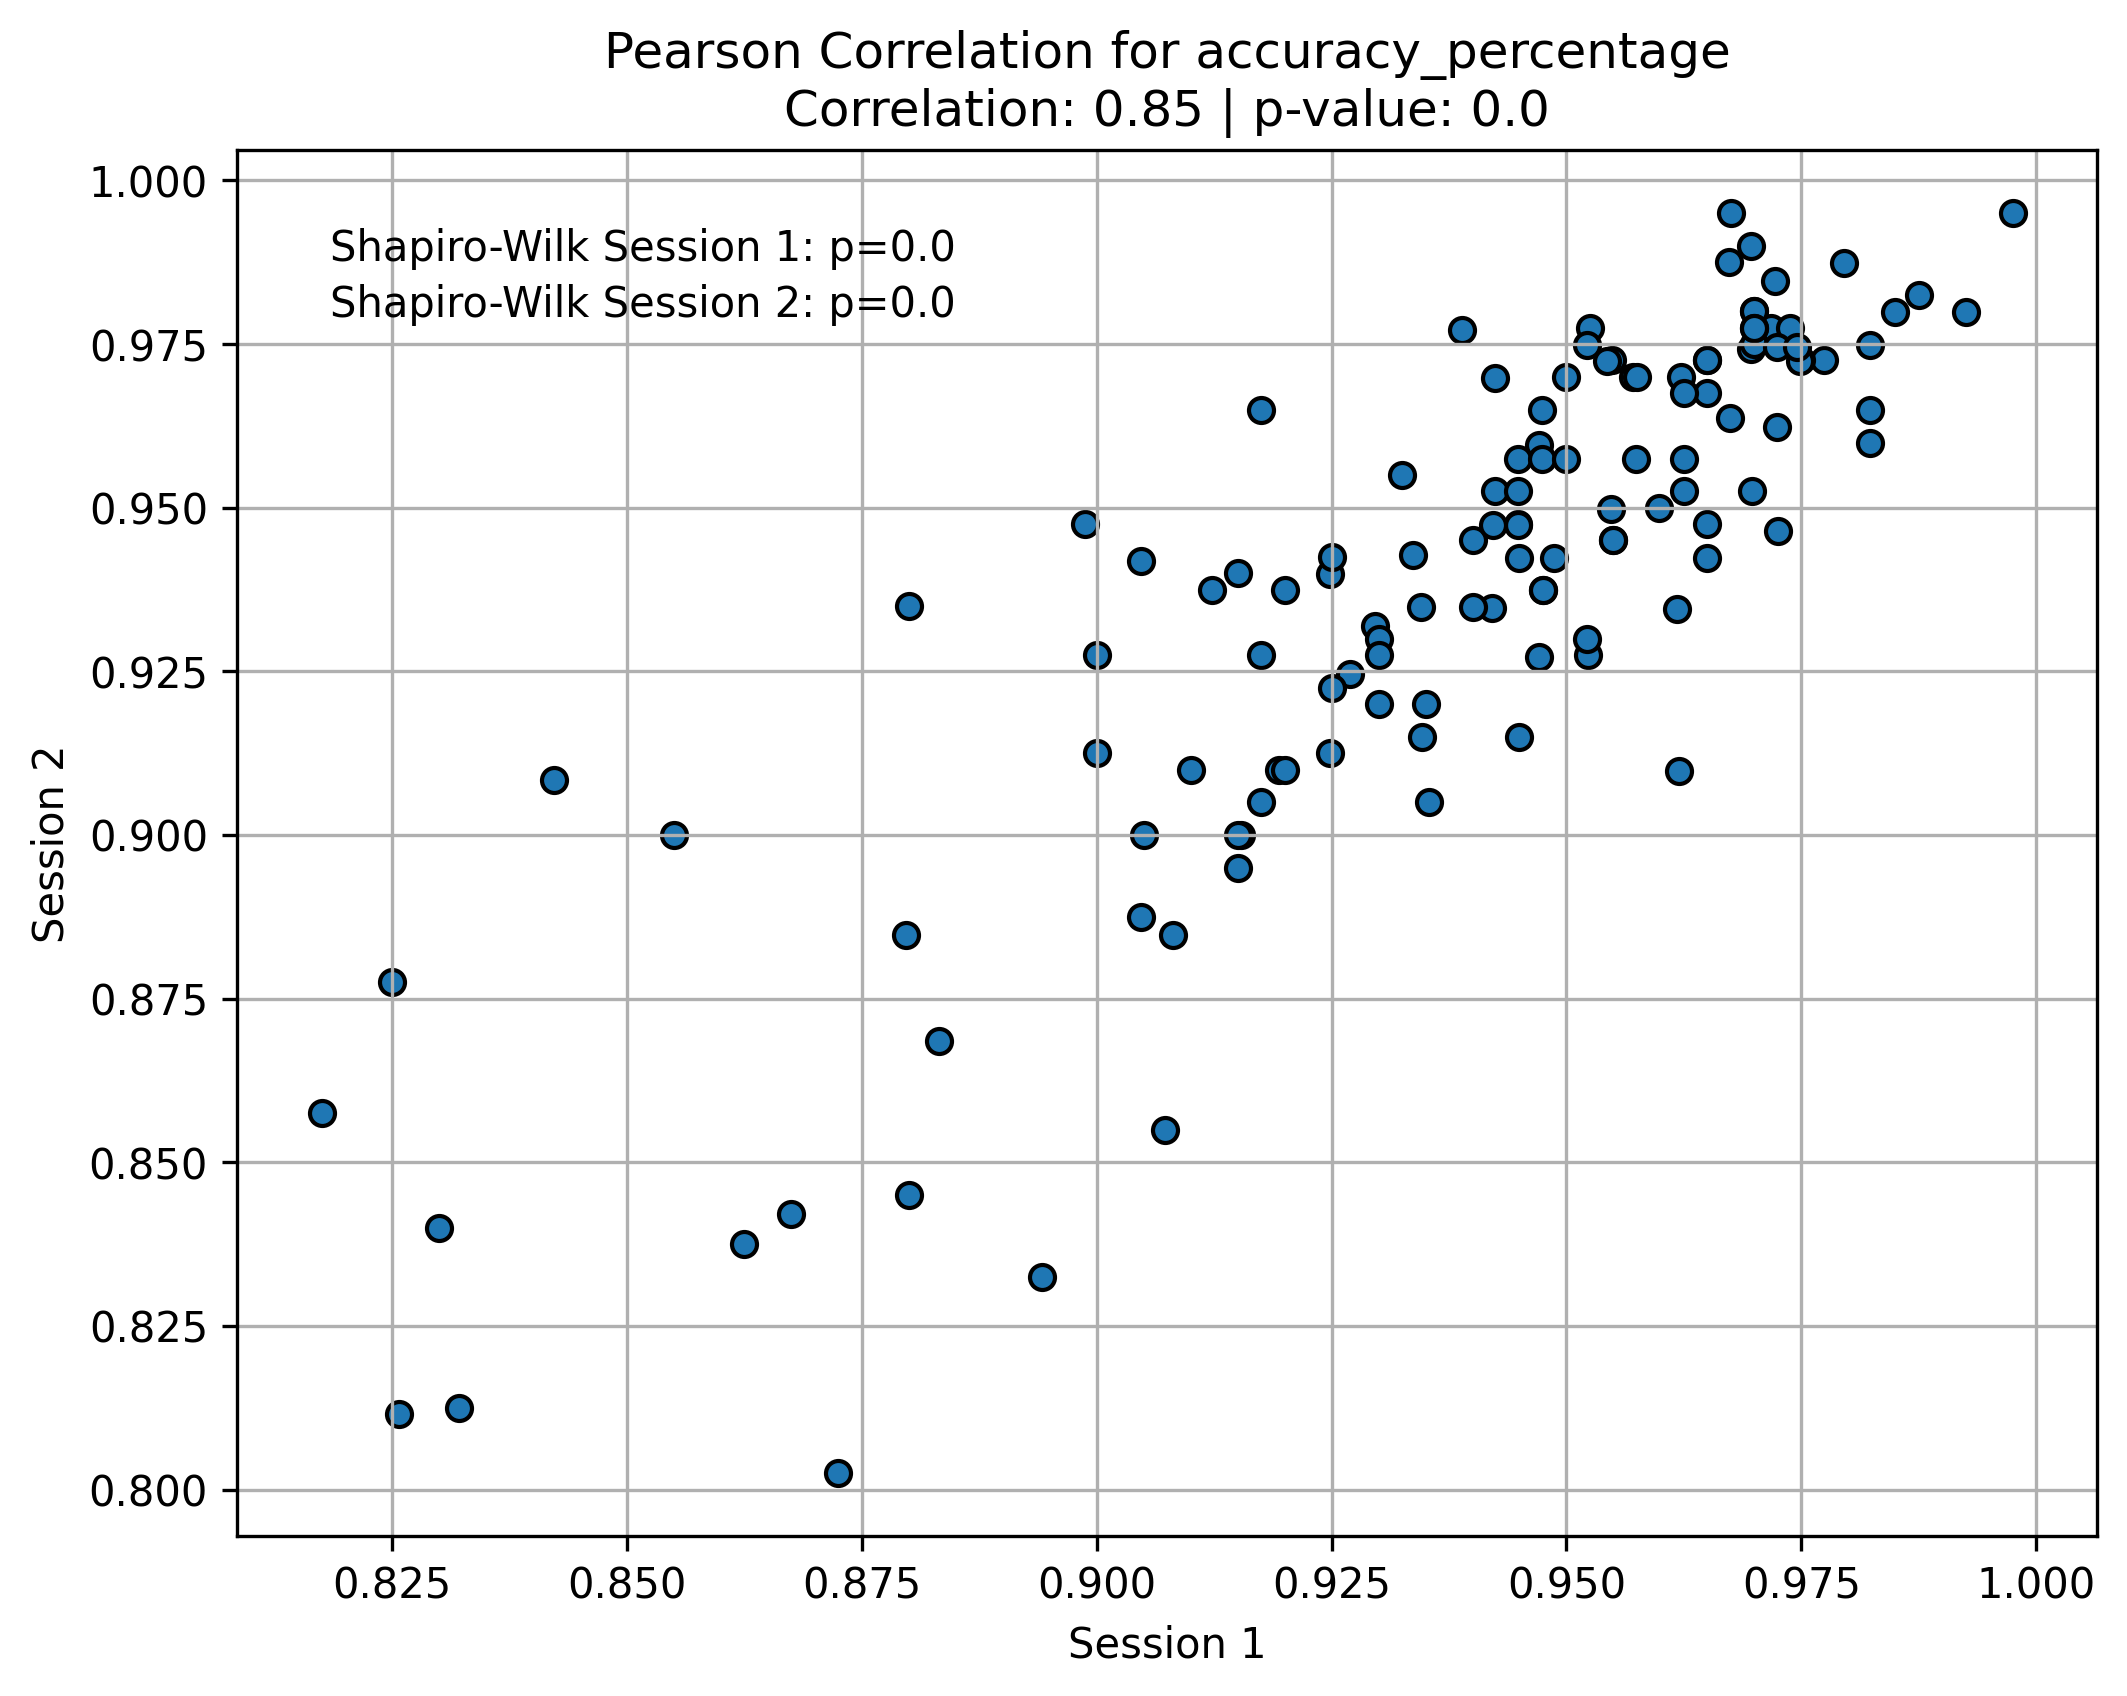 Pearson Correlation for accuracy_percentage
Correlation: 0.85 | p-value: 0.0
Shapiro-Wilk Session 1: p=0.0
Shapiro-Wilk Session 2: p=0.0
1.000
0.975
0.950
0.925
0.900
0.875
0.850
0.825
0.800
Session 2
0.825 0.850 0.875 0.900 0.925 0.950 0.975 1.000
Session 1